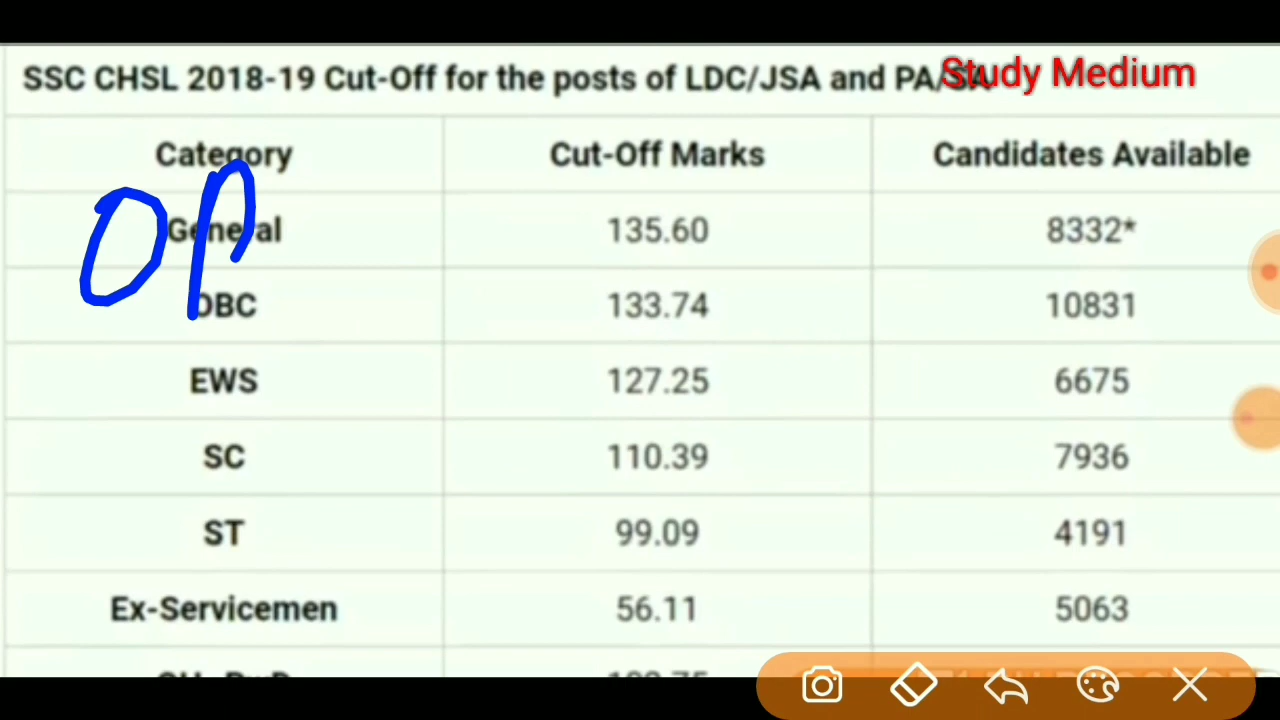 SSC CHSL 2018-19 Cut-Off for the posts of LDC/JSA and PA/SA
Study Medium
Category Cut-Off Marks Candidates Available
General 135.60 8332*
OBC 133.74 10831
EWS 127.25 6675
SC 110.39 7936
ST 99.09 4191
Ex-Servicemen 56.11 5063